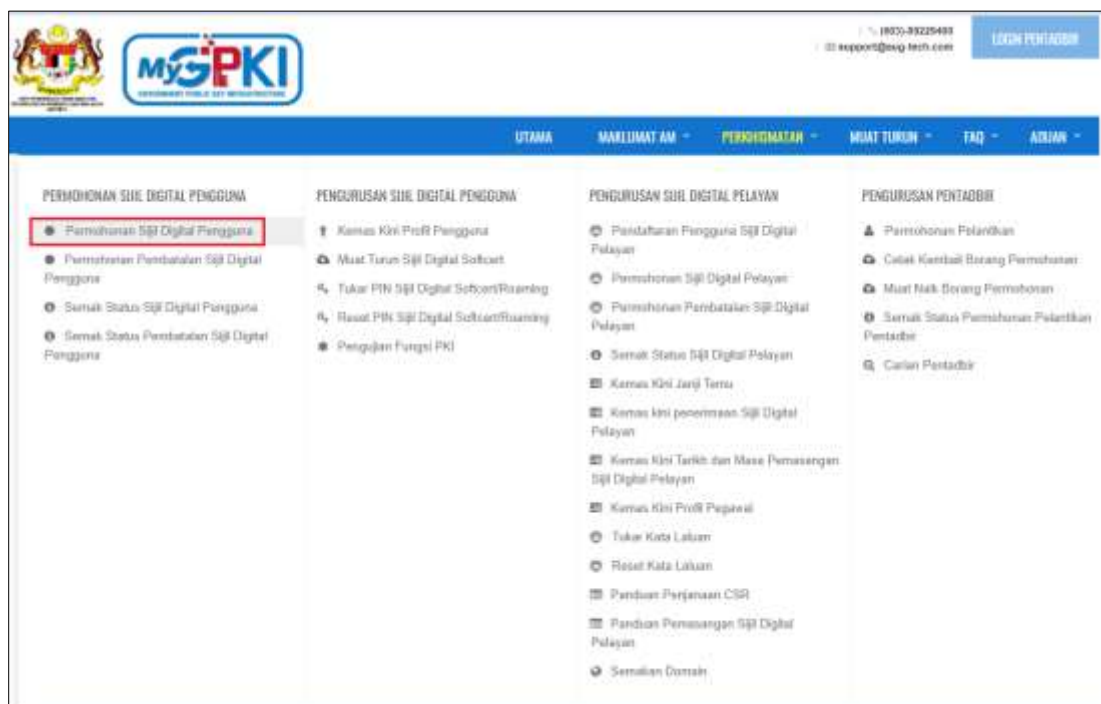 MyGPKI
GOVERNMENT PUBLIC KEY INFRASTRUCTURE
support@aug-tech.com
LOGIN PENTADBIR
UTAMA
MAKLUMAT AM
PERKHIDMATAN
MUAT TURUN
FAQ
ADUAN
PERMOHONAN SIJIL DIGITAL PENGGUNA
Permohonan Sijil Digital Pengguna
Permohonan Pembatalan Sijil Digital
Pengguna
Semak Status Sijil Digital Pengguna
Semak Status Pembatalan Sijil Digital
Pengguna
PENGURUSAN SIJIL DIGITAL PENGGUNA
Kemas Kini Profil Pengguna
Muat Turun Sijil Digital Softcert
Tukar PIN Sijil Digital Softcert/Roaming
Reset PIN Sijil Digital Softcert/Roaming
Pengujian Fungsi PKI
PENGURUSAN SIJIL DIGITAL PELAYAN
Pendaftaran Pengguna Sijil Digital
Pelayan
Permohonan Sijil Digital Pelayan
Permohonan Pembatalan Sijil Digital
Pelayan
Semak Status Sijil Digital Pelayan
Kemas Kini Janji Temu
Kemas kini penerimaan Sijil Digital
Pelayan
Kemas Kini Tarikh dan Masa Pemasangan
Sijil Digital Pelayan
Kemas Kini Profil Pegawai
Tukar Kata Laluan
Reset Kata Laluan
Panduan Penjanaan CSR
Panduan Pemasangan Sijil Digital
Pelayan
Semakan Domain
PENGURUSAN PENTADBIR
Permohonan Pelantikan
Cetak Kembali Borang Permohonan
Muat Naik Borang Permohonan
Semak Status Permohonan Pelantikan
Pentadbir
Carian Pentadbir